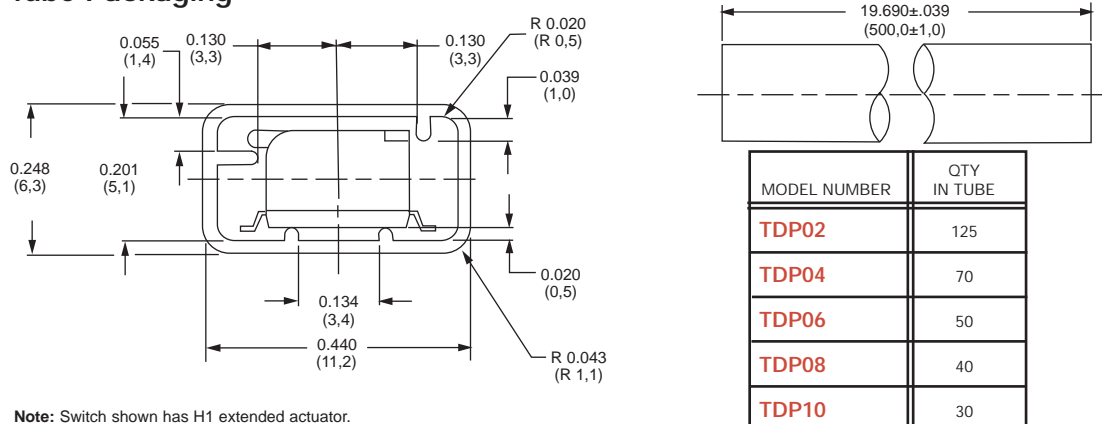 Tube Packaging
0.055
(1,4)
0.130
(3,3)
0.130
(3,3)
R 0.020
(R 0,5)
0.039
(1,0)
0.248
(6,3)
0.201
(5,1)
0.020
(0,5)
0.134
(3,4)
0.440
(11,2)
R 0.043
(R 1,1)
Note: Switch shown has H1 extended actuator.
19.690±.039
(500,0±1,0)
MODEL NUMBER QTY
IN TUBE
TDP02 125
TDP04 70
TDP06 50
TDP08 40
TDP10 30